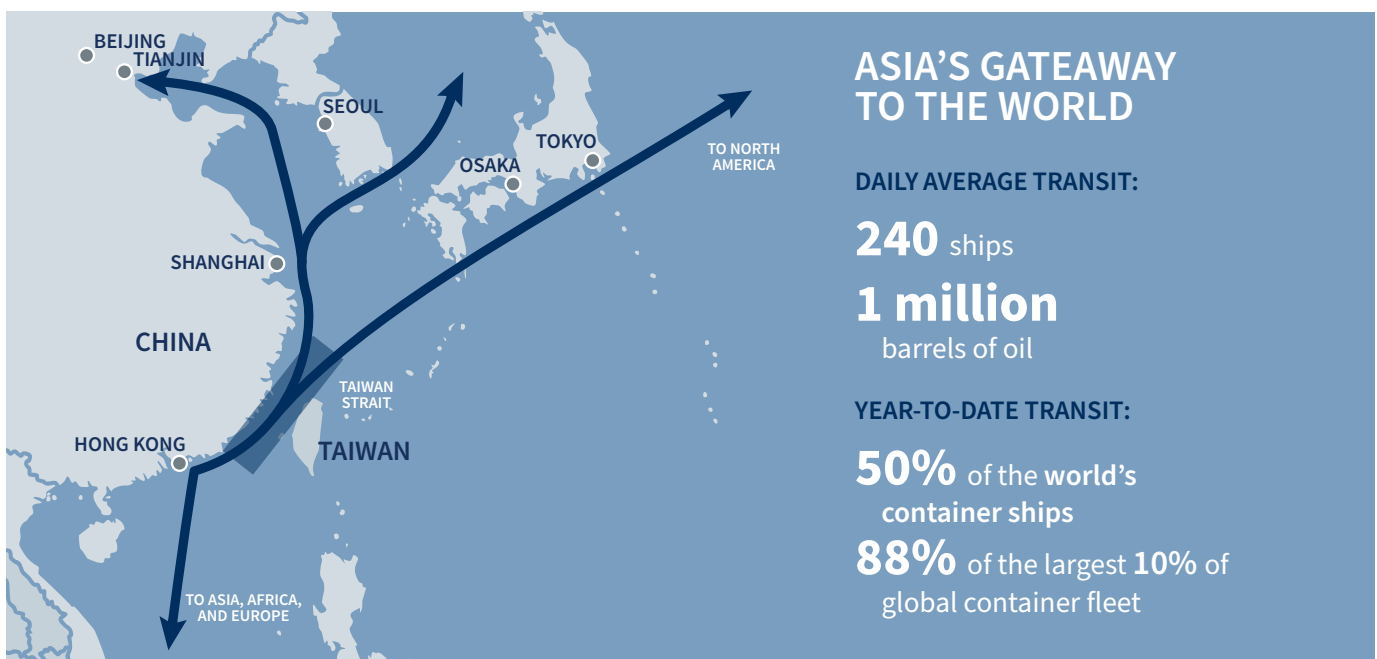 BEIJING
TIANJIN
SEOUL
TOKYO
OSAKA
TO NORTH
AMERICA
SHANGHAI
CHINA
TAIWAN
STRAIT
HONG KONG
TAIWAN
TO ASIA, AFRICA,
AND EUROPE
ASIA’S GATEAWAY
TO THE WORLD
DAILY AVERAGE TRANSIT:
240 ships
1 million
barrels of oil
YEAR-TO-DATE TRANSIT:
50% of the world’s
container ships
88% of the largest 10% of
global container fleet